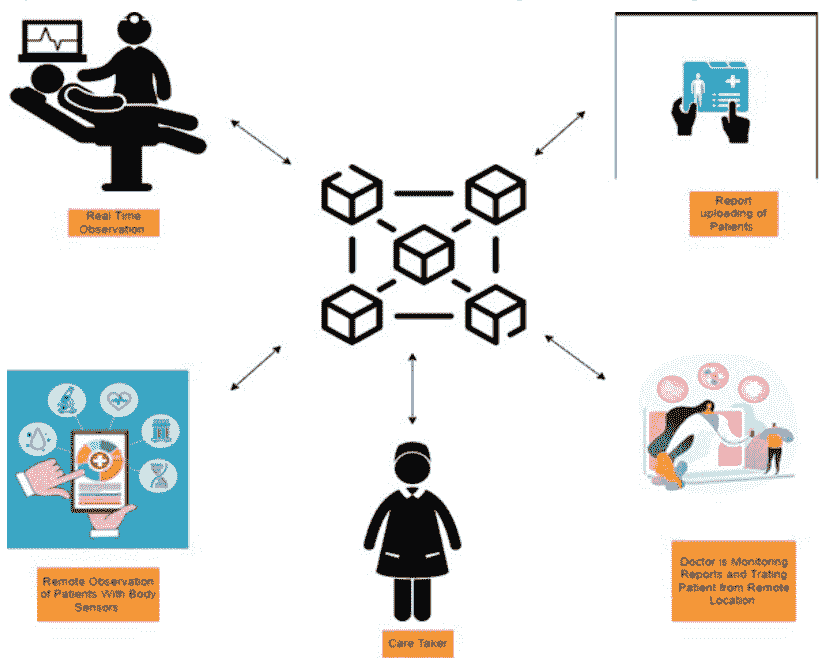 Real Time
Observation
Report
uploading of
Patients
Remote Observation
of Patients With Body
Sensors
Care Taker
Doctor is Monitoring
Reports and Trating
Patient from Remote
Location